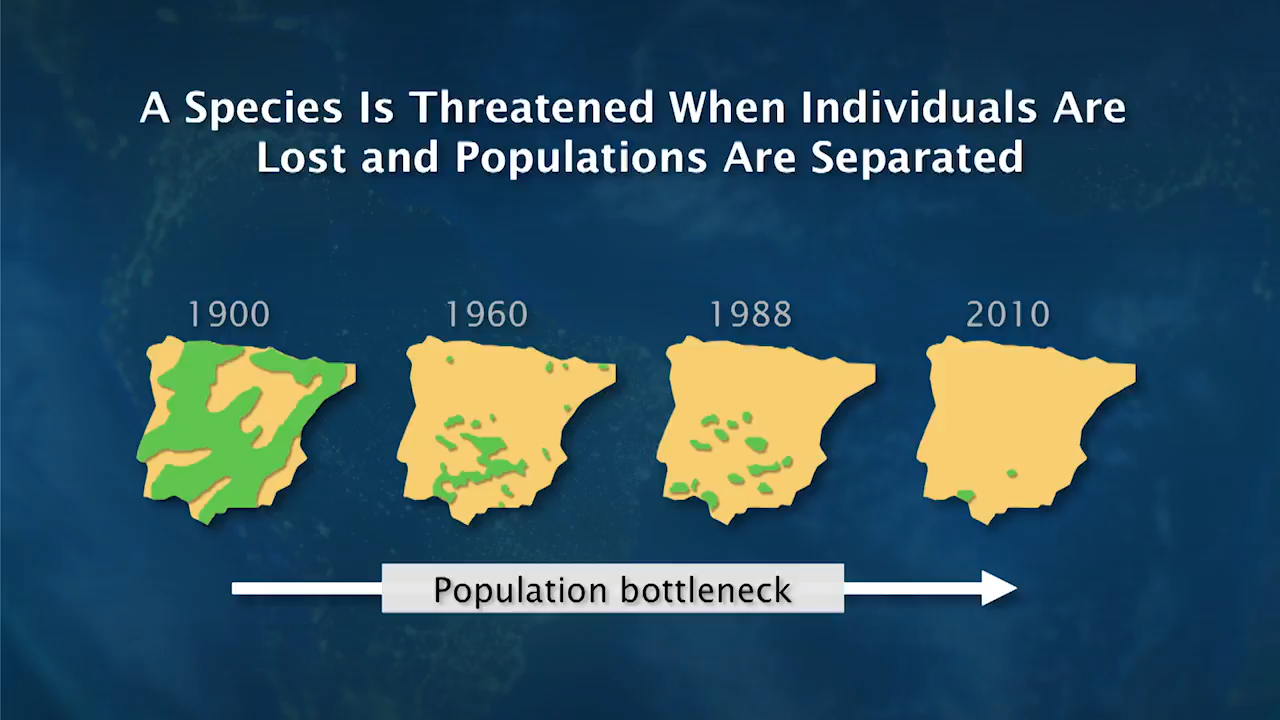 A Species Is Threatened When Individuals Are
Lost and Populations Are Separated
1900
1960
1988
2010
Population bottleneck